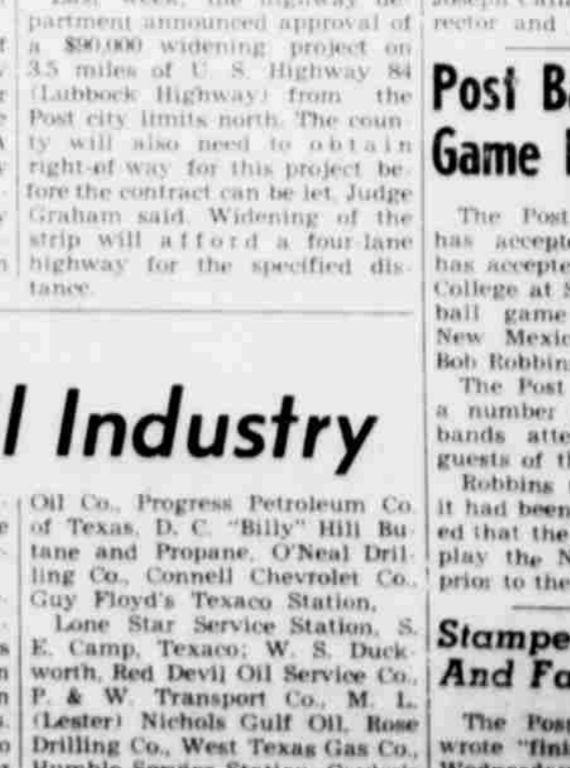 partment announced approval of
a $90,000 widening project on
3.5 miles of U. S. Highway 84
(Lubbock Highway) from the
Post city limits north. The coun-
ty will also need to obtain
right-of way for this project be-
fore the contract can be let, Judge
Graham said. Widening of the
strip will afford a four-lane
highway for the specified dis-
tance.
l Industry
Oil Co., Progress Petroleum Co.
of Texas, D. C. "Billy" Hill Bu-
tane and Propane, O'Neal Dril-
ling Co., Connell Chevrolet Co.,
Guy Floyd's Texaco Station,
Lone Star Service Station, S.
E. Camp, Texaco; W. S. Duck-
worth, Red Devil Oil Service Co.,
P. & W. Transport Co., M. L.
(Lester) Nichols Gulf Oil, Rose
Drilling Co., West Texas Gas Co.,
rector and
Post Ba
Game
The Post
has accepte
has accepte
College at S
ball game
New Mexic
Bob Robbin
The Post
a number
bands atte
guests of th
Robbins
it had been
ed that the
play the N
prior to the
Stampe
And Fa
The Pos
wrote "fini